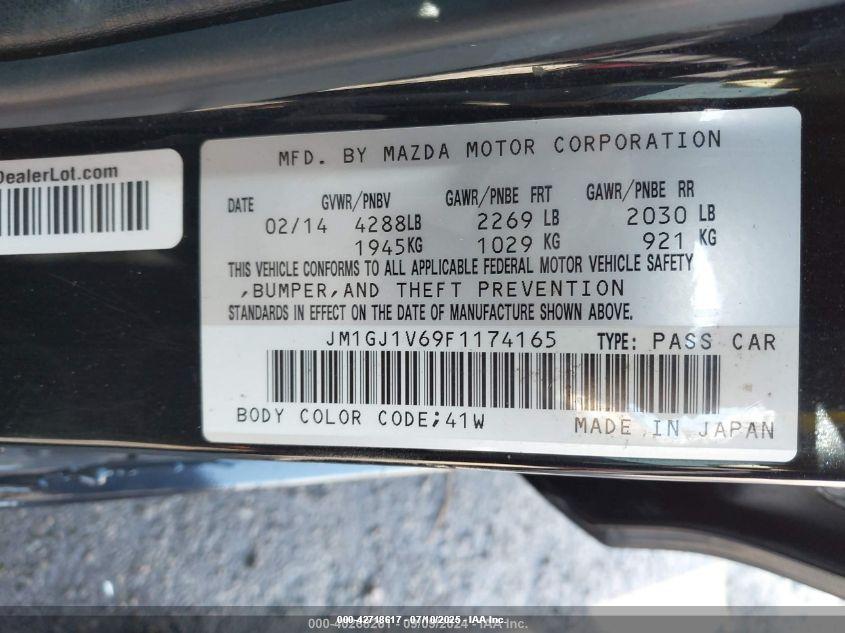 DealerLot.com
MFD. BY MAZDA MOTOR CORPORATION
DATE GVWR/PNBV GAWR/PNBE FRT GAWR/PNBE RR
02/14 4288LB 2269 LB 2030 LB
1945KG 1029 KG 921 KG
THIS VEHICLE CONFORMS TO ALL APPLICABLE FEDERAL MOTOR VEHICLE SAFETY
,BUMPER,AND THEFT PREVENTION
STANDARDS IN EFFECT ON THE DATE OF MANUFACTURE SHOWN ABOVE.
JM1GJ1V69F1174165 TYPE: PASS CAR
BODY COLOR CODE;41W MADE IN JAPAN
000-42718617 - 07/10/2025 - IAA Inc.
IAA Inc.